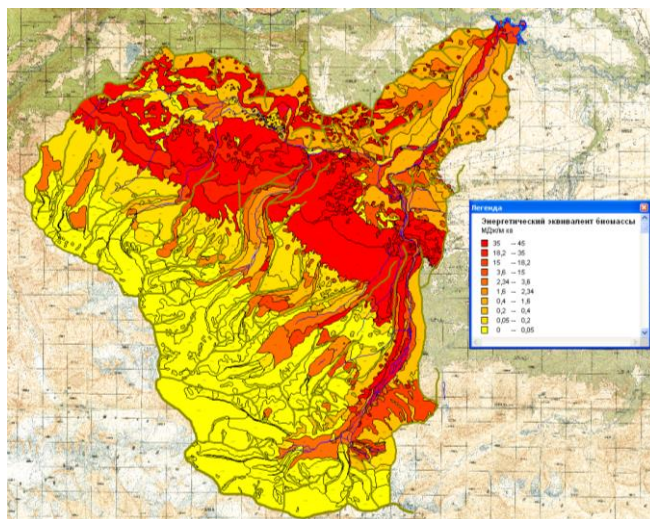 Легенда
Энергетический эквивалент биомассы
МДж/м кв
35 — 45
18,2 — 35
15 — 18,2
3,6 — 15
2,34 — 3,6
1,6 — 2,34
0,4 — 1,6
0,2 — 0,4
0,05 — 0,2
0 — 0,05